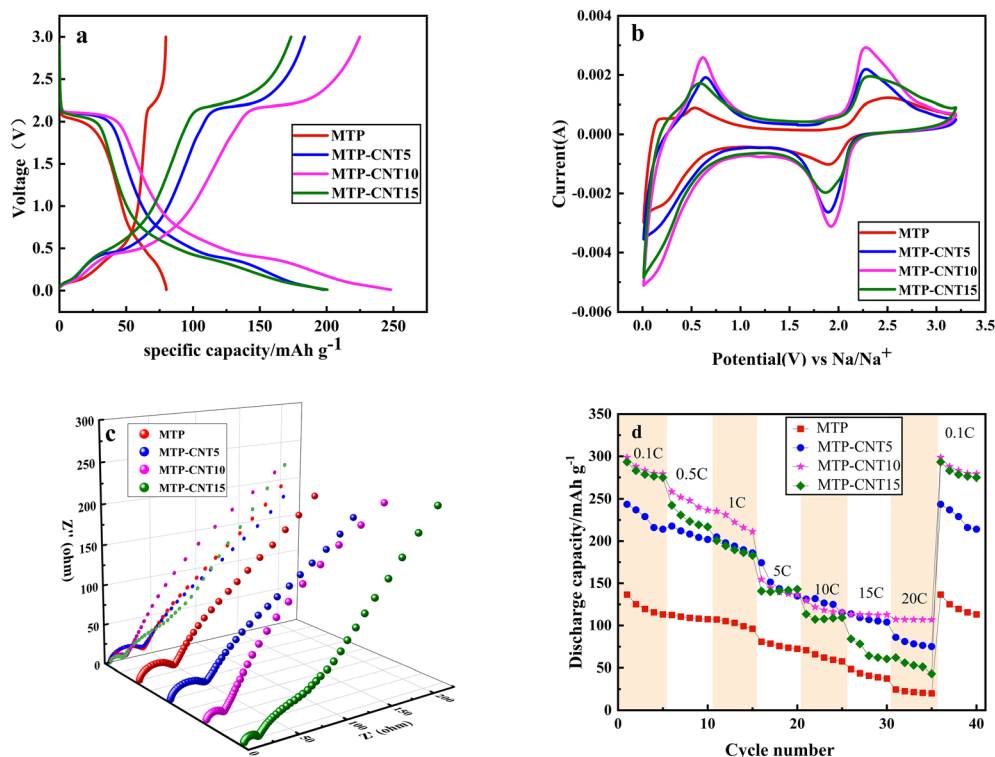 a
3.0
2.5
2.0
1.5
1.0
0.5
0.0
Voltage（V）
MTP
MTP-CNT5
MTP-CNT10
MTP-CNT15
0 50 100 150 200 250
specific capacity/mAh g-1
b
0.004
0.002
0.000
-0.002
-0.004
-0.006
Current(A)
MTP
MTP-CNT5
MTP-CNT10
MTP-CNT15
0.0 0.5 1.0 1.5 2.0 2.5 3.0 3.5
Potential(V) vs Na/Na+
c
300
250
200
150
100
50
0
Z'' (ohm)
MTP
MTP-CNT5
MTP-CNT10
MTP-CNT15
0 50 100 150 200
Z' (ohm)
d
350
300
250
200
150
100
50
0
Discharge capacity/mAh g-1
MTP
MTP-CNT5
MTP-CNT10
MTP-CNT15
0.1C
0.5C
1C
5C
10C
15C
20C
0.1C
0 10 20 30 40
Cycle number